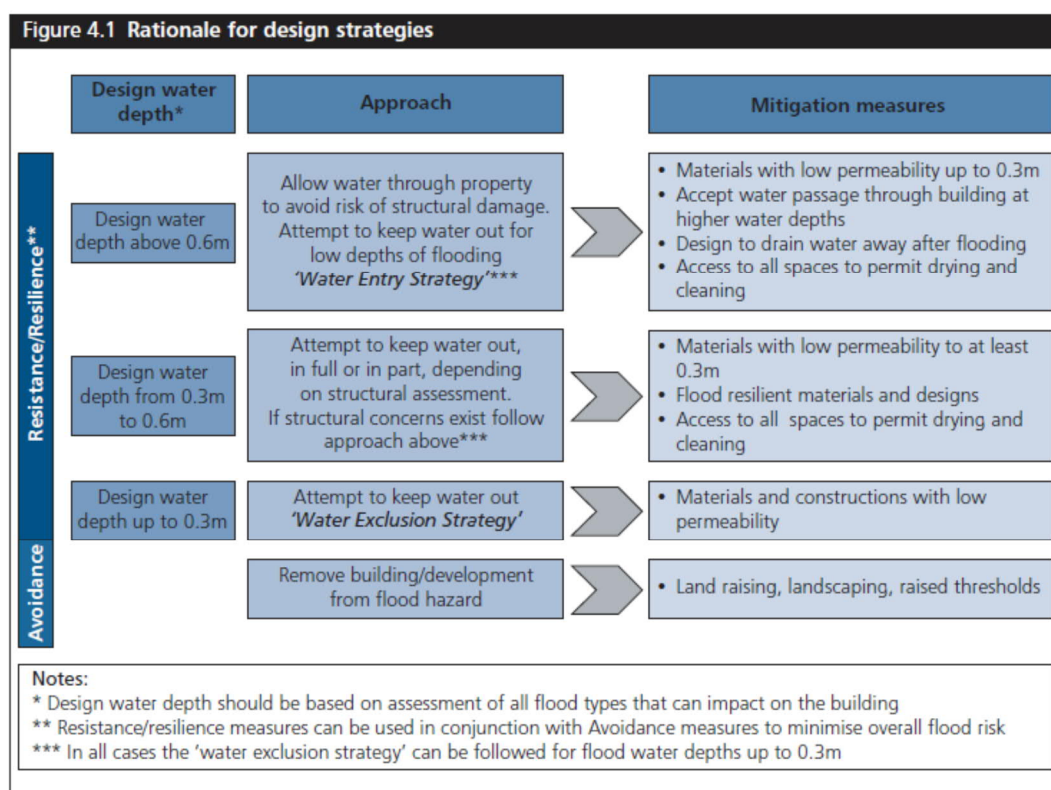 Figure 4.1 Rationale for design strategies
Design water
depth*
Approach
Mitigation measures
Resistance/Resilience**
Design water
depth above 0.6m
Allow water through property
to avoid risk of structural damage.
Attempt to keep water out for
low depths of flooding
'Water Entry Strategy'***
• Materials with low permeability up to 0.3m
• Accept water passage through building at
higher water depths
• Design to drain water away after flooding
• Access to all spaces to permit drying and
cleaning
Design water
depth from 0.3m
to 0.6m
Attempt to keep water out,
in full or in part, depending
on structural assessment.
If structural concerns exist follow
approach above***
• Materials with low permeability to at least
0.3m
• Flood resilient materials and designs
• Access to all spaces to permit drying and
cleaning
Design water
depth up to 0.3m
Attempt to keep water out
'Water Exclusion Strategy'
• Materials and constructions with low
permeability
Avoidance
Remove building/development
from flood hazard
• Land raising, landscaping, raised thresholds
Notes:
* Design water depth should be based on assessment of all flood types that can impact on the building
** Resistance/resilience measures can be used in conjunction with Avoidance measures to minimise overall flood risk
*** In all cases the 'water exclusion strategy' can be followed for flood water depths up to 0.3m